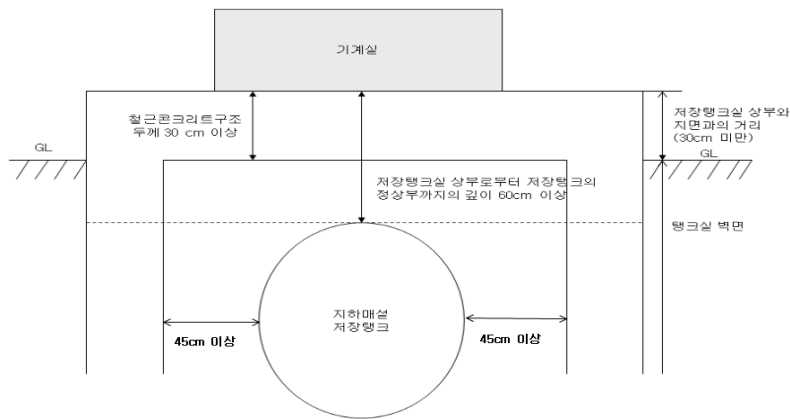 기계실
철근콘크리트구조
두께 30 cm 이상
저장탱크실 상부와
지면과의 거리
(30cm 미만)
GL
GL
저장탱크실 상부로부터 저장탱크의
정상부까지의 깊이 60cm 이상
탱크실 벽면
지하매설
저장탱크
45cm 이상
45cm 이상